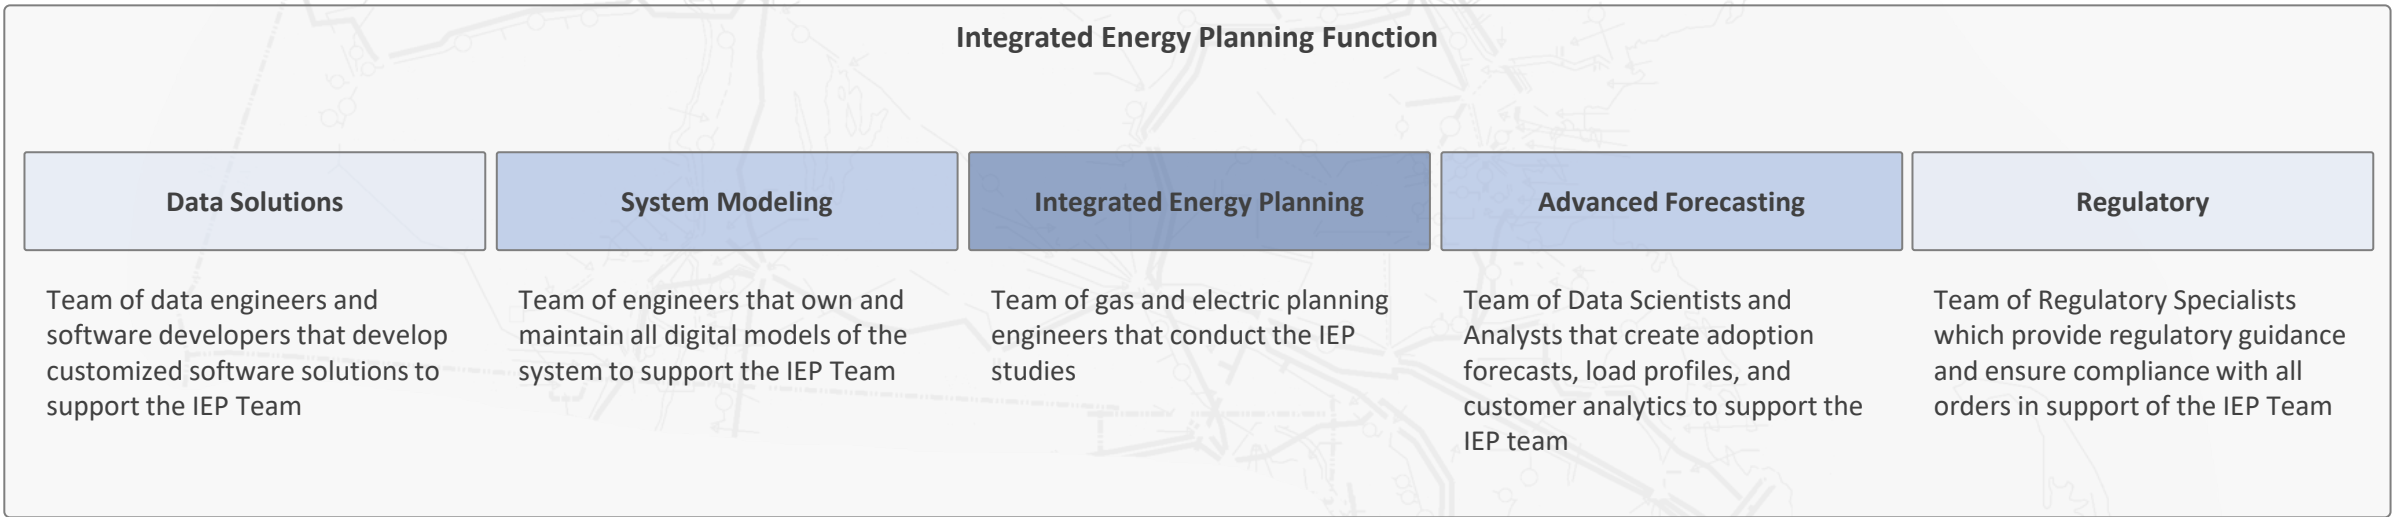 Integrated Energy Planning Function
Data Solutions
Team of data engineers and
software developers that develop
customized software solutions to
support the IEP Team
System Modeling
Team of engineers that own and
maintain all digital models of the
system to support the IEP Team
Integrated Energy Planning
Team of gas and electric planning
engineers that conduct the IEP
studies
Advanced Forecasting
Team of Data Scientists and
Analysts that create adoption
forecasts, load profiles, and
customer analytics to support the
IEP team
Regulatory
Team of Regulatory Specialists
which provide regulatory guidance
and ensure compliance with all
orders in support of the IEP Team